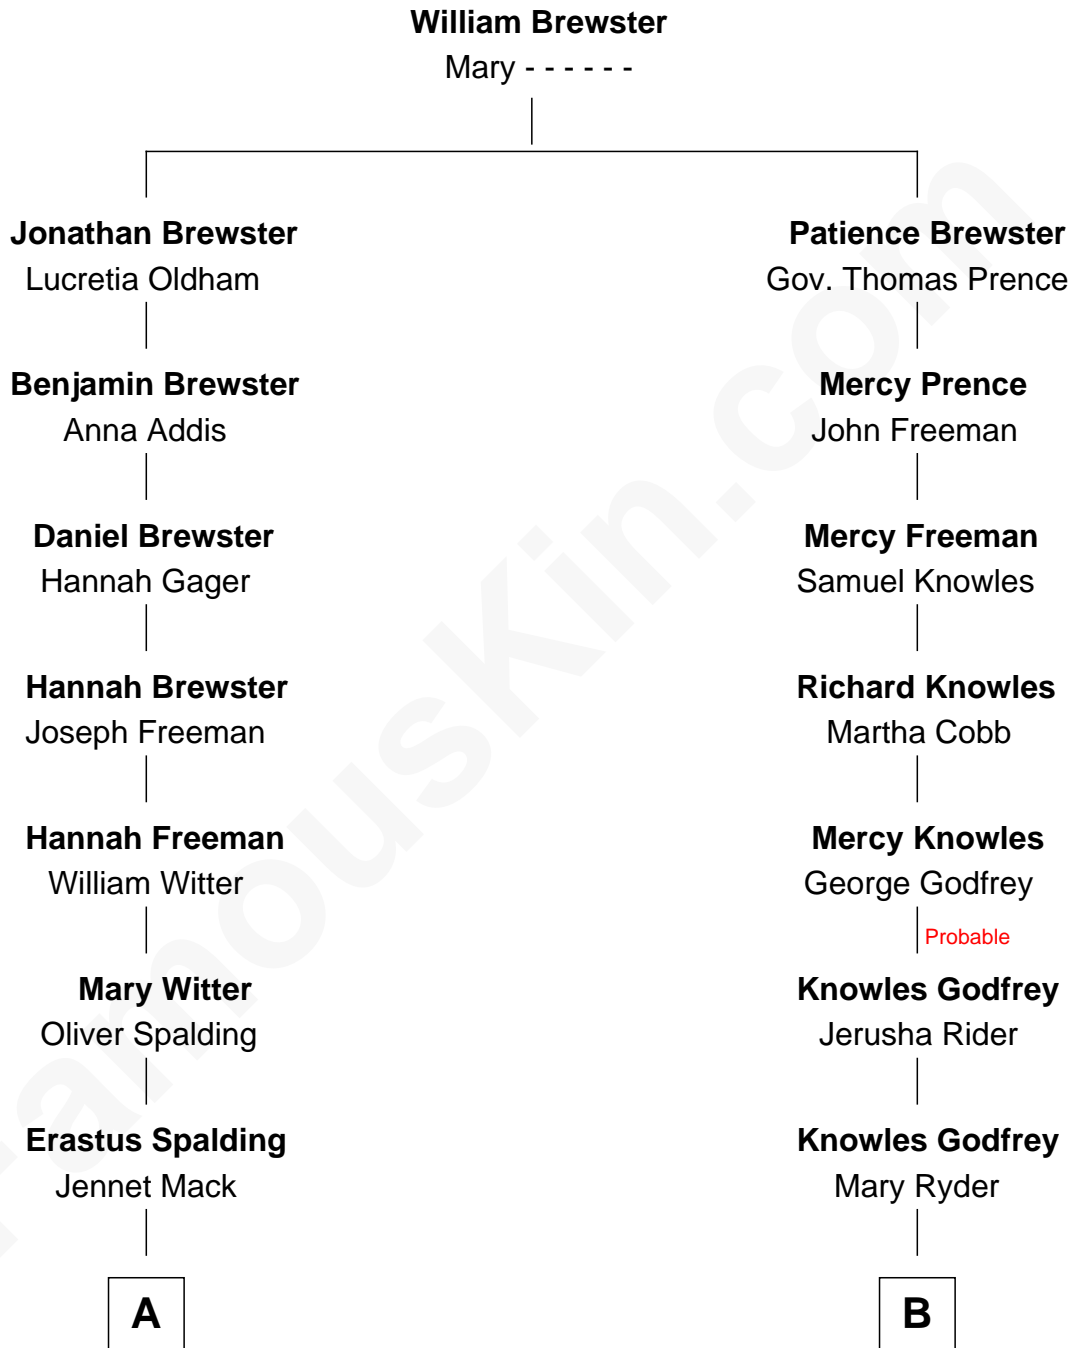 William Brewster
Mary - - - - - -
Jonathan Brewster
Lucretia Oldham
Patience Brewster
Gov. Thomas Prence
Benjamin Brewster
Anna Addis
Mercy Prence
John Freeman
Daniel Brewster
Hannah Gager
Mercy Freeman
Samuel Knowles
Hannah Brewster
Joseph Freeman
Richard Knowles
Martha Cobb
Hannah Freeman
William Witter
Mercy Knowles
George Godfrey
Probable
Mary Witter
Oliver Spalding
Knowles Godfrey
Jerusha Rider
Erastus Spalding
Jennet Mack
Knowles Godfrey
Mary Ryder
A
B
FamousKin.com